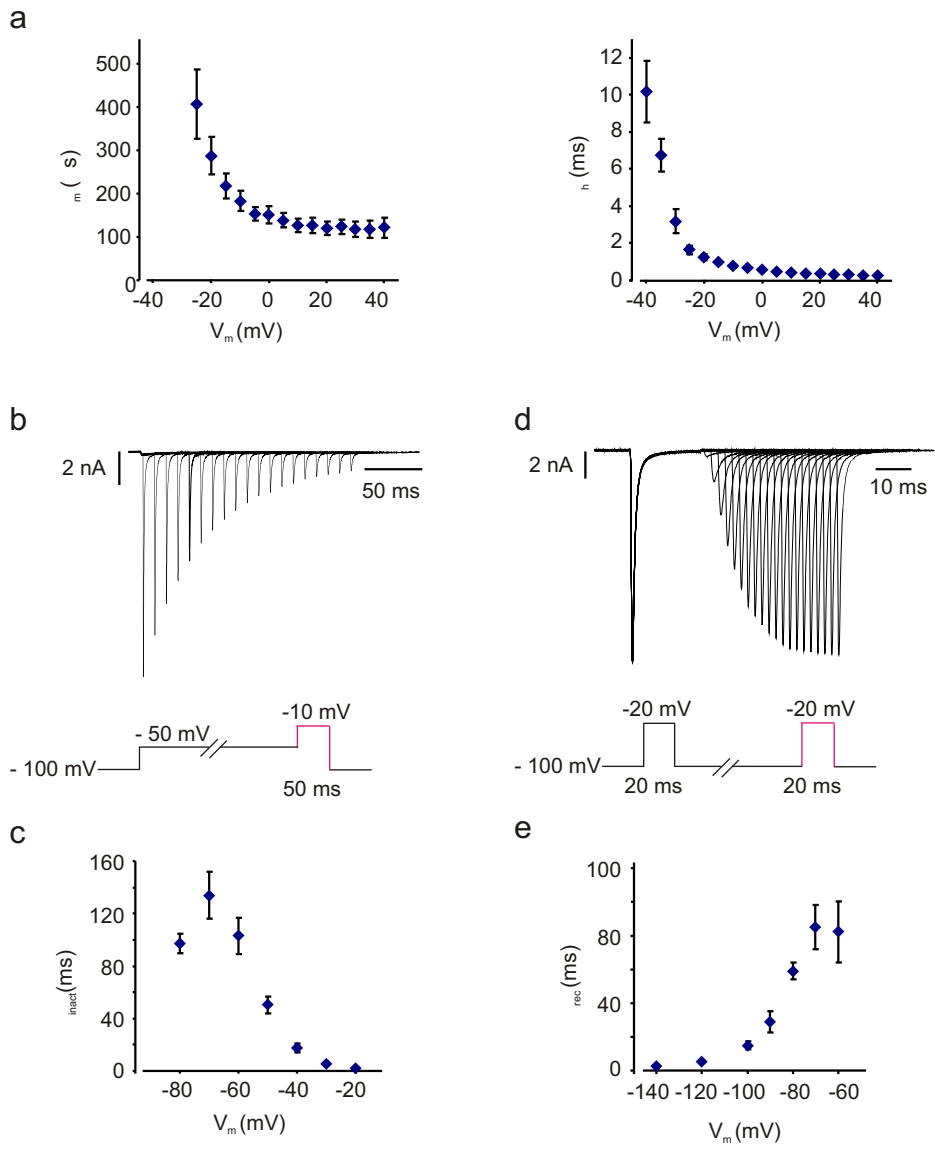 a
500
400
300
200
100
0
m ( s)
-40 -20 0 20 40
Vm (mV)
12
10
8
6
4
2
0
h (ms)
-40 -20 0 20 40
Vm (mV)
b
2 nA
50 ms
-10 mV
- 50 mV
- 100 mV
50 ms
d
2 nA
10 ms
-20 mV -20 mV
- 100 mV
20 ms 20 ms
c
160
120
80
40
0
inact (ms)
-80 -60 -40 -20
Vm (mV)
e
100
80
40
0
rec (ms)
-140 -120 -100 -80 -60
Vm (mV)